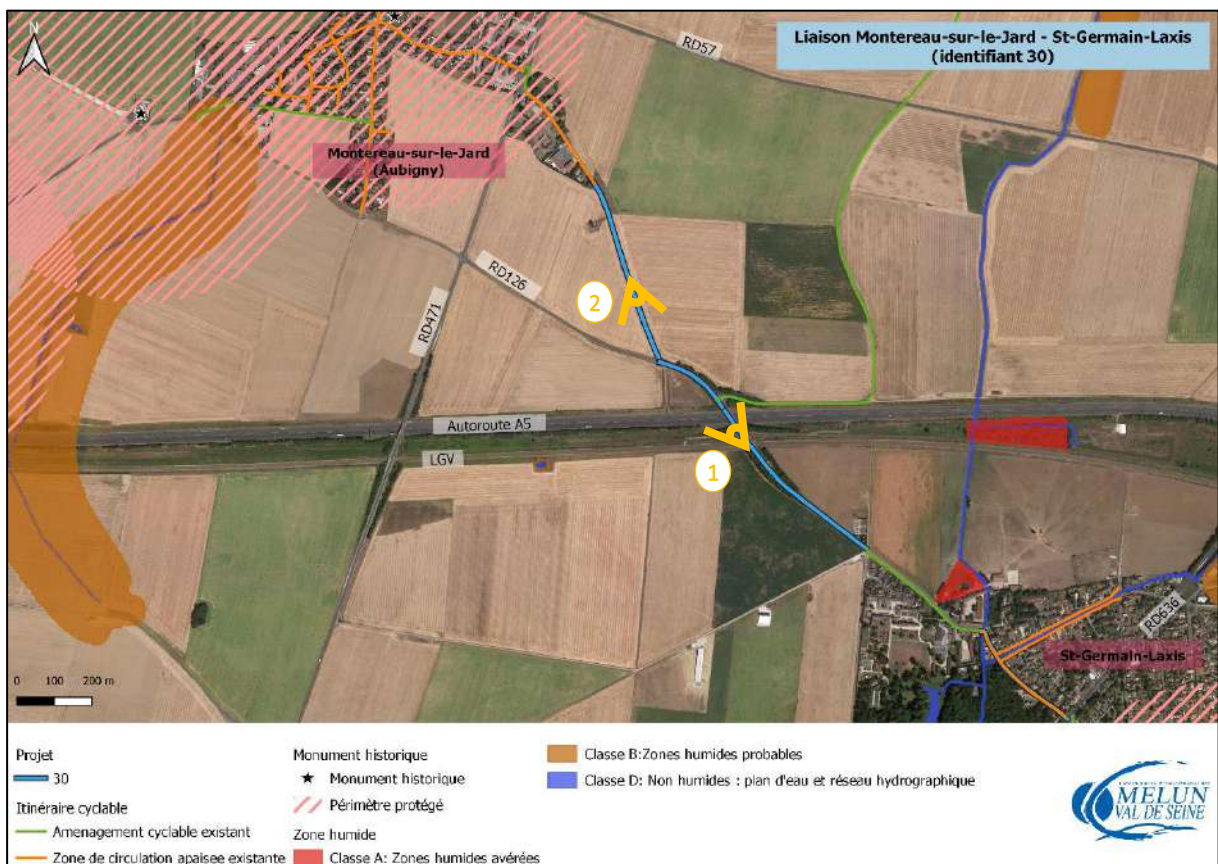 N
Liaison Montereau-sur-le-Jard - St-Germain-Laxis
(identifiant 30)
RD57
Montereau-sur-le-Jard
(Aubigny)
RD126
2
RD471
Autoroute A5
LGV
1
RD636
St-Germain-Laxis
0 100 200 m
Projet
30
Itinéraire cyclable
Amenagement cyclable existant
Zone de circulation apaisee existante
Monument historique
Monument historique
Périmètre protégé
Zone humide
Classe A: Zones humides avérées
Classe B:Zones humides probables
Classe D: Non humides : plan d'eau et réseau hydrographique
MELUN
VAL DE SEINE